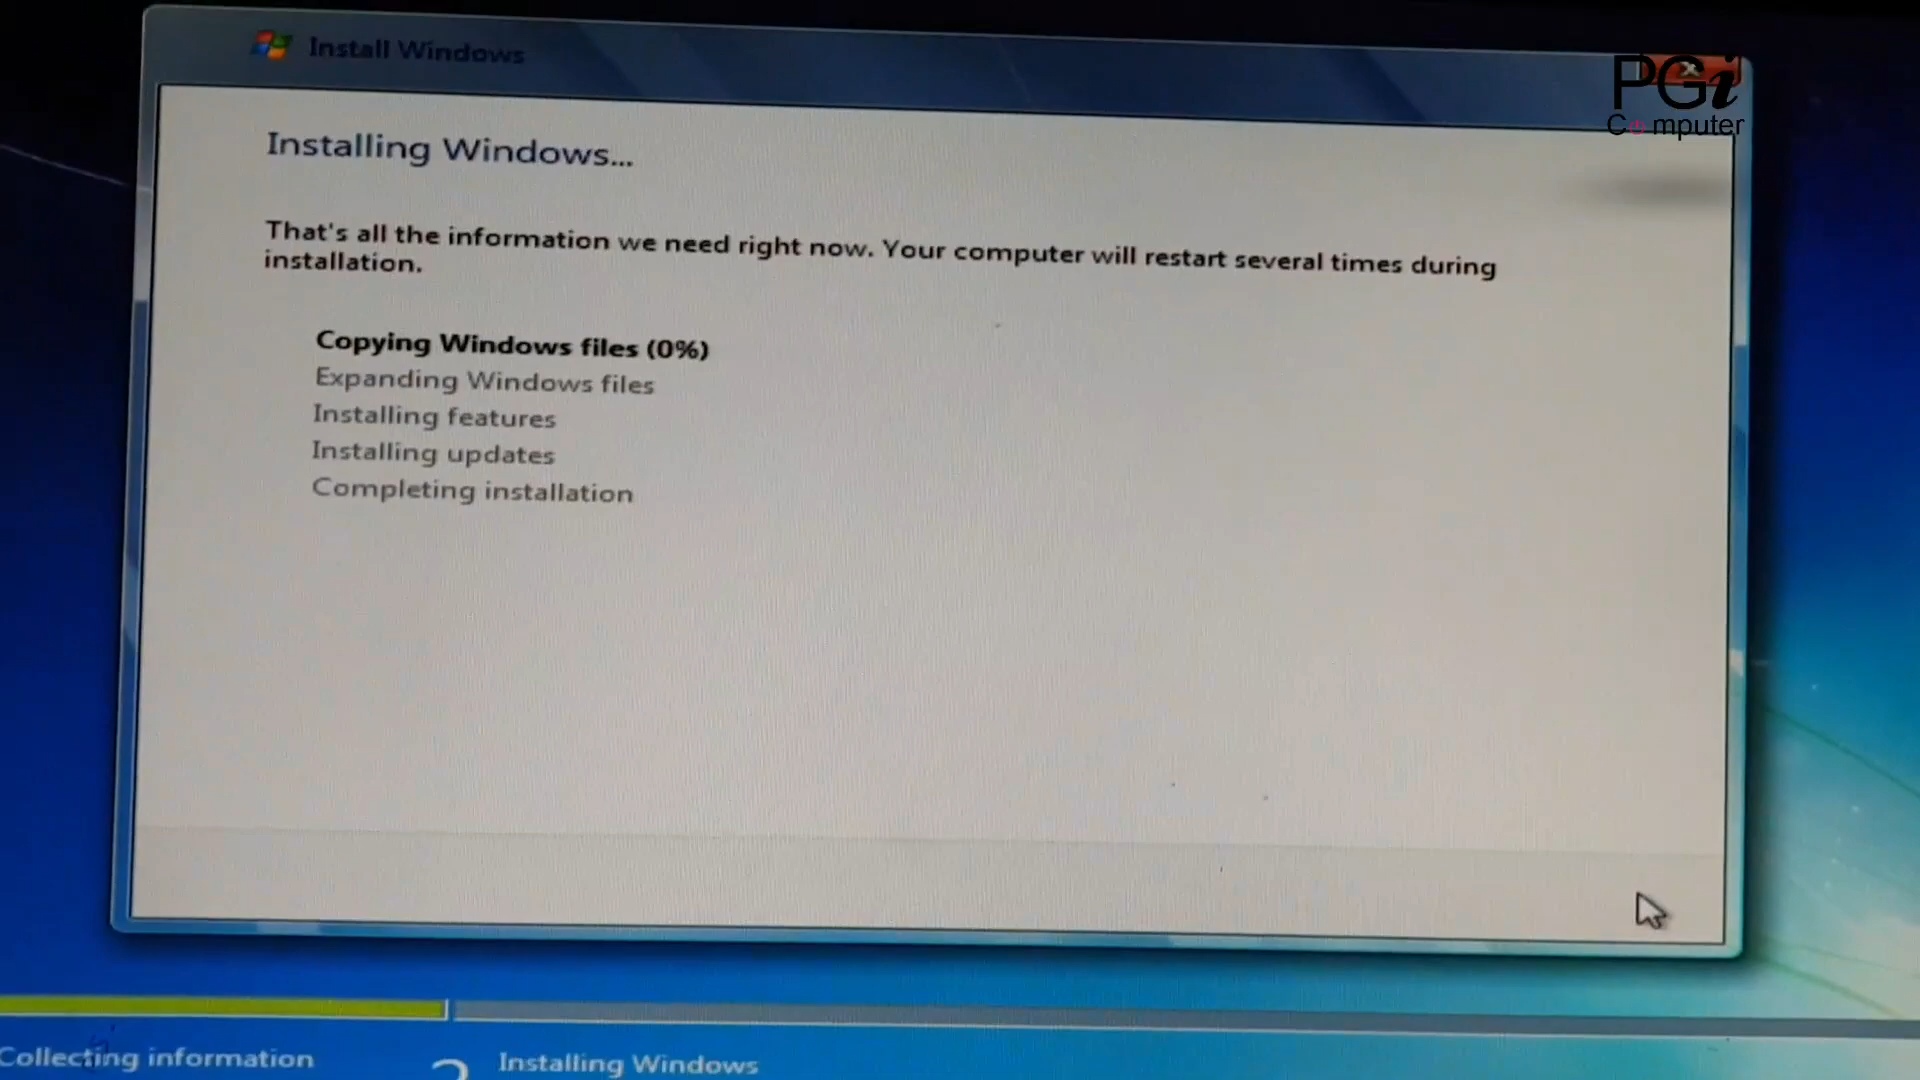 Install Windows
PGi
Computer
Installing Windows...
That's all the information we need right now. Your computer will restart several times during
installation.
Copying Windows files (0%)
Expanding Windows files
Installing features
Installing updates
Completing installation
Collecting information
2 Installing Windows